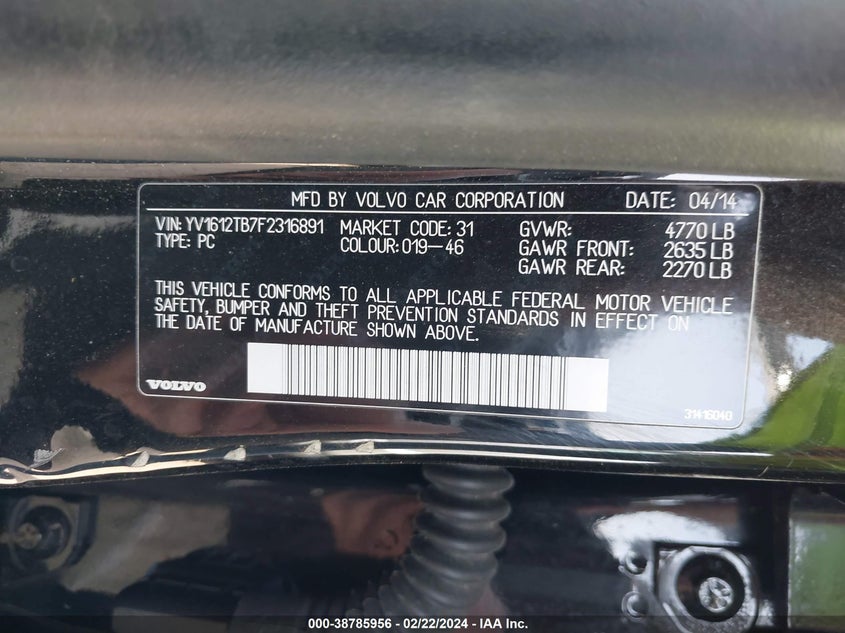 MFD BY VOLVO CAR CORPORATION DATE: 04/14
VIN: YV1612TB7F2316891 MARKET CODE: 31 GVWR: 4770 LB
TYPE: PC COLOUR: 019-46 GAWR FRONT: 2635 LB
GAWR REAR: 2270 LB
THIS VEHICLE CONFORMS TO ALL APPLICABLE FEDERAL MOTOR VEHICLE
SAFETY, BUMPER AND THEFT PREVENTION STANDARDS IN EFFECT ON
THE DATE OF MANUFACTURE SHOWN ABOVE.
VOLVO
31416040
000-38785956 - 02/22/2024 - IAA Inc.